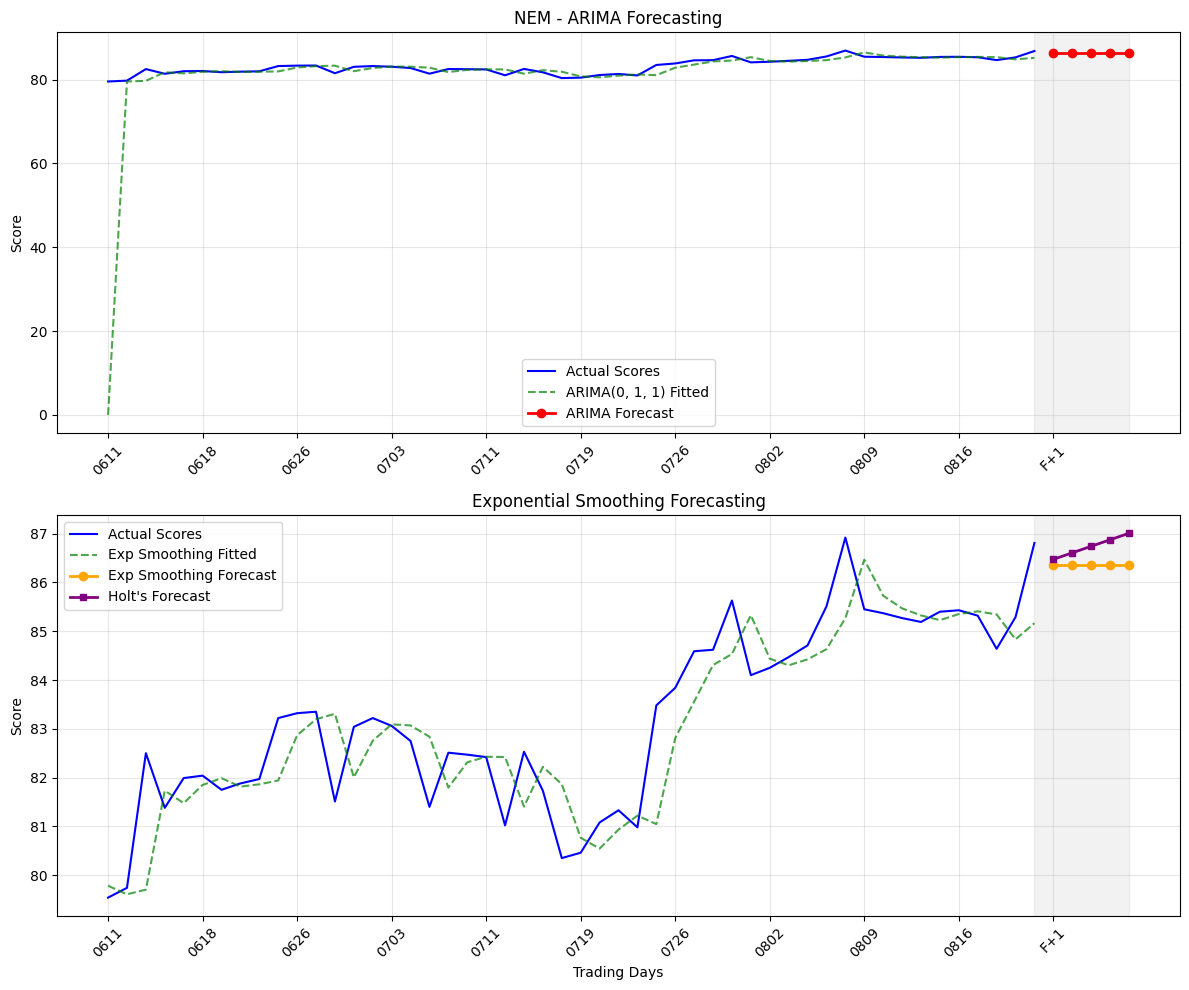 NEM - ARIMA Forecasting
Score
80
60
40
20
0
Actual Scores
ARIMA(0, 1, 1) Fitted
ARIMA Forecast
0611
0618
0626
0703
0711
0719
0726
0802
0809
0816
F+1
Exponential Smoothing Forecasting
Score
87
86
85
84
83
82
81
80
Actual Scores
Exp Smoothing Fitted
Exp Smoothing Forecast
Holt's Forecast
0611
0618
0626
0703
0711
0719
0726
0802
0809
0816
F+1
Trading Days